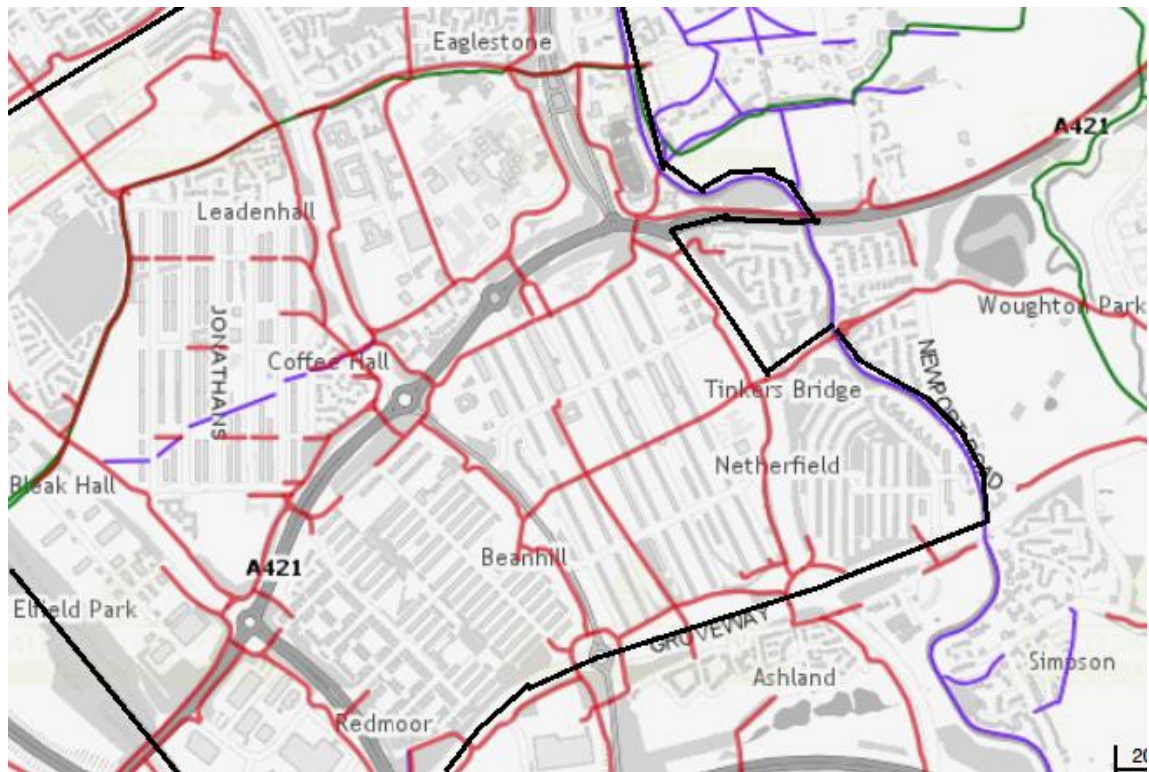 Eaglestone
A421
Leadenhall
Woughton Park
JONATHANS
Coffee Hall
Tinkers Bridge
NEWPORT ROAD
Netherfield
Bleak Hall
Beanhill
A421
Elfield Park
GROVEWAY
Ashland
Simpson
Redmoor
20